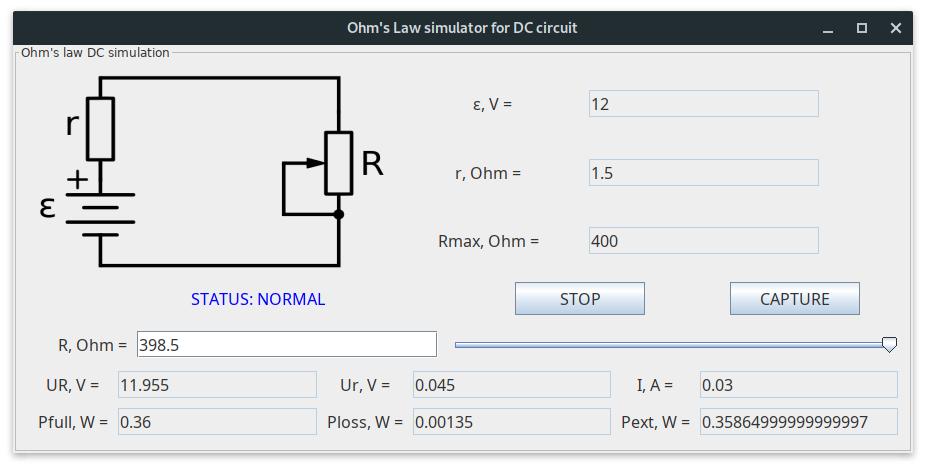 Ohm's Law simulator for DC circuit
Ohm's law DC simulation
r
+
ε
R
ε, V = 12
r, Ohm = 1.5
Rmax, Ohm = 400
STATUS: NORMAL STOP CAPTURE
R, Ohm = 398.5
UR, V = 11.955 Ur, V = 0.045 I, A = 0.03
Pfull, W = 0.36 Ploss, W = 0.00135 Pext, W = 0.35864999999999997